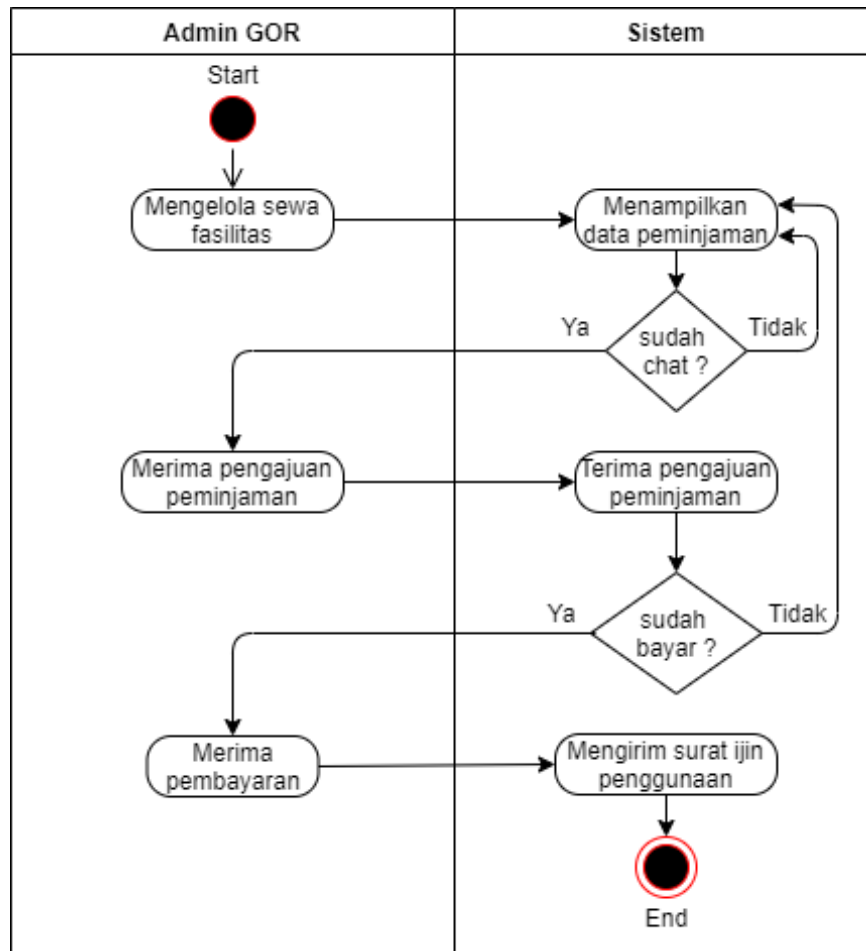 Admin GOR
Sistem
Start
Mengelola sewa
fasilitas
Menampilkan
data peminjaman
Ya
sudah
chat ?
Tidak
Merima pengajuan
peminjaman
Terima pengajuan
peminjaman
Ya
sudah
bayar ?
Tidak
Merima
pembayaran
Mengirim surat ijin
penggunaan
End